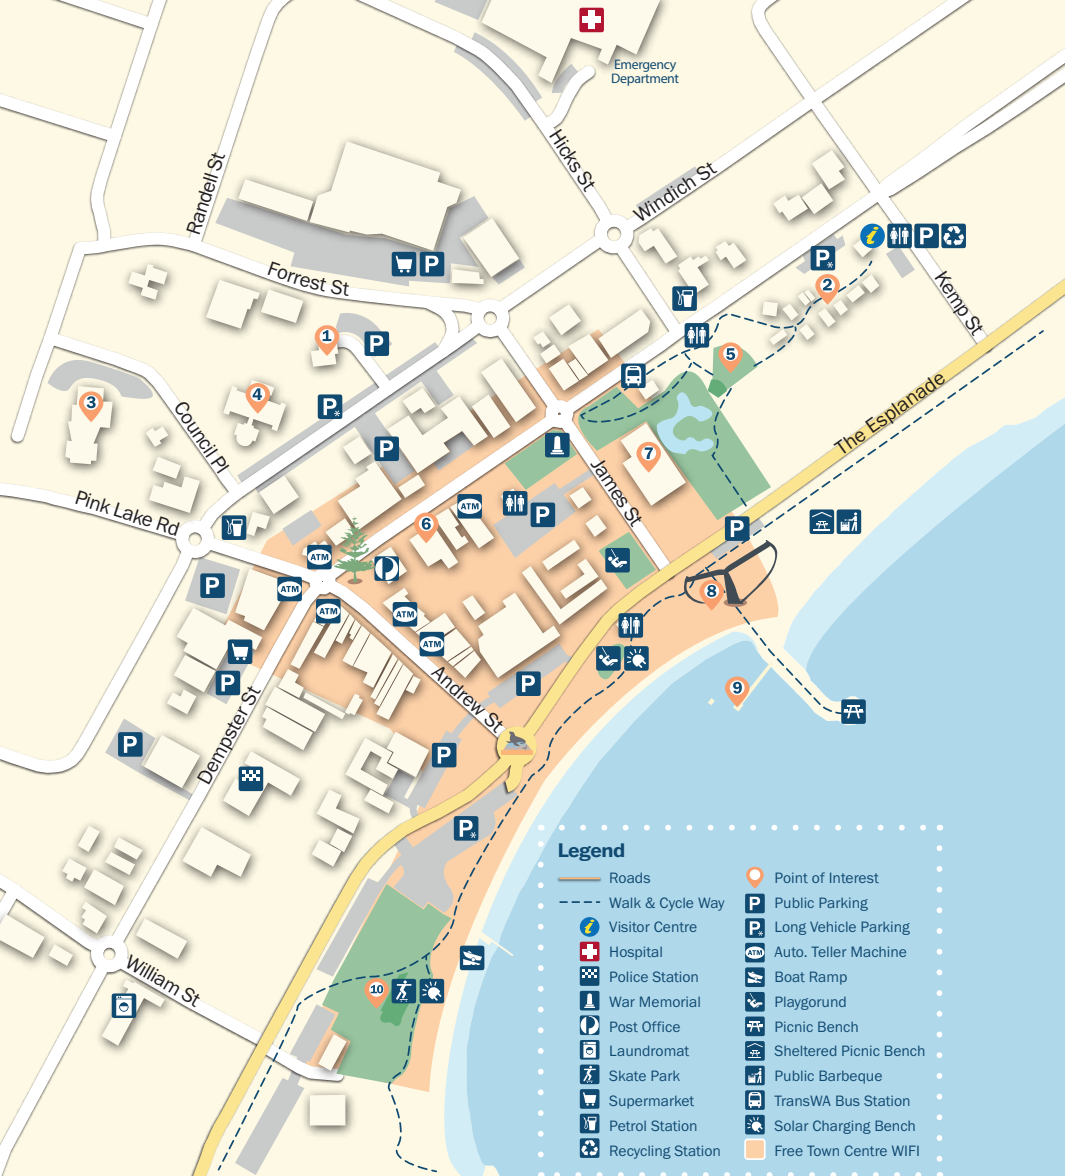 Emergency
Department
Hicks St
Windich St
Randell St
Forrest St
P
P
*
i
P
Kemp St
2
1
P
5
3
4
P
*
The Esplanade
Council Pl
P
7
James St
Pink Lake Rd
ATM
P
6
P
ATM
P
ATM
8
P
ATM
ATM
ATM
P
Andrew St
P
9
Dempster St
P
P
P
*
William St
10
Legend
Roads
Walk & Cycle Way
i Visitor Centre
Hospital
Police Station
War Memorial
Post Office
Laundromat
Skate Park
Supermarket
Petrol Station
Recycling Station
Point of Interest
P Public Parking
P* Long Vehicle Parking
ATM Auto. Teller Machine
Boat Ramp
Playgorund
Picnic Bench
Sheltered Picnic Bench
Public Barbeque
TransWA Bus Station
Solar Charging Bench
Free Town Centre WIFI